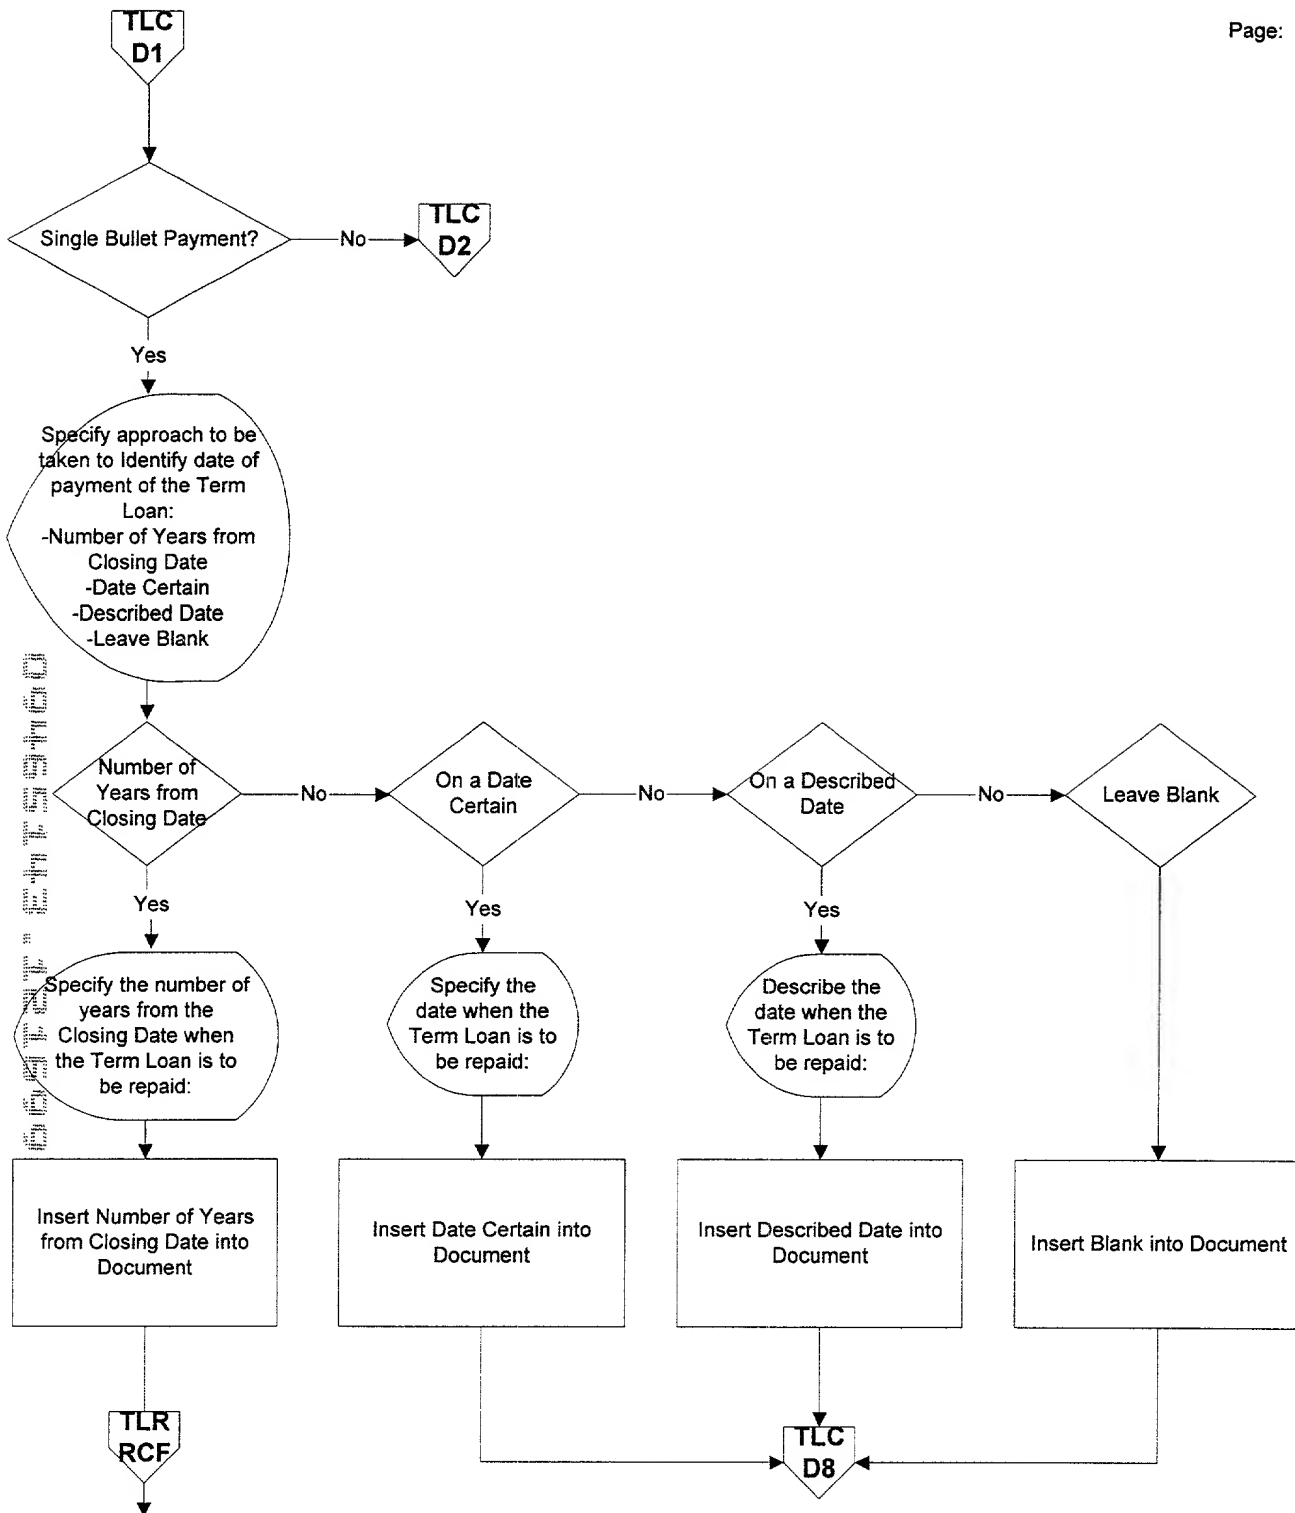 TLC
D1
Page:
Single Bullet Payment?
No
TLC
D2
Yes
Specify approach to be
taken to Identify date of
payment of the Term
Loan:
-Number of Years from
Closing Date
-Date Certain
-Described Date
-Leave Blank
Number of
Years from
Closing Date
No
On a Date
Certain
No
On a Described
Date
No
Leave Blank
Yes
Yes
Yes
Specify the number of
years from the
Closing Date when
the Term Loan is to
be repaid:
Specify the
date when the
Term Loan is to
be repaid:
Describe the
date when the
Term Loan is to
be repaid:
Insert Number of Years
from Closing Date into
Document
Insert Date Certain into
Document
Insert Described Date into
Document
Insert Blank into Document
TLR
RCF
TLC
D8